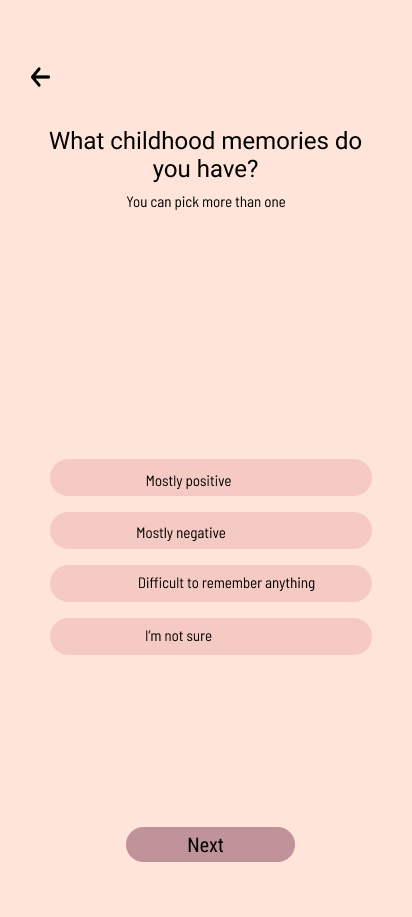 What childhood memories do
you have?
You can pick more than one
Mostly positive
Mostly negative
Difficult to remember anything
I'm not sure
Next